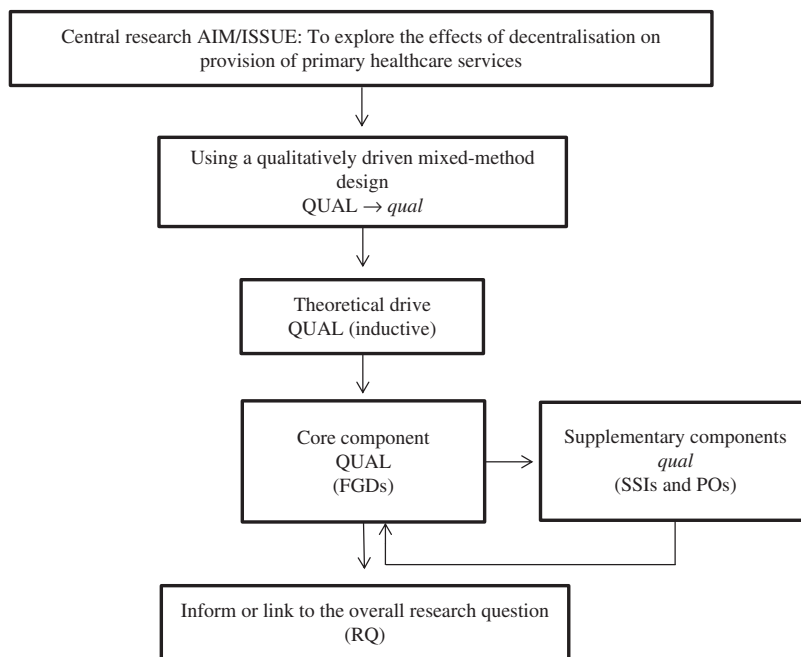 Central research AIM/ISSUE: To explore the effects of decentralisation on
provision of primary healthcare services
Using a qualitatively driven mixed-method
design
QUAL → qual
Theoretical drive
QUAL (inductive)
Core component
QUAL
(FGDs)
Supplementary components
qual
(SSIs and POs)
Inform or link to the overall research question
(RQ)